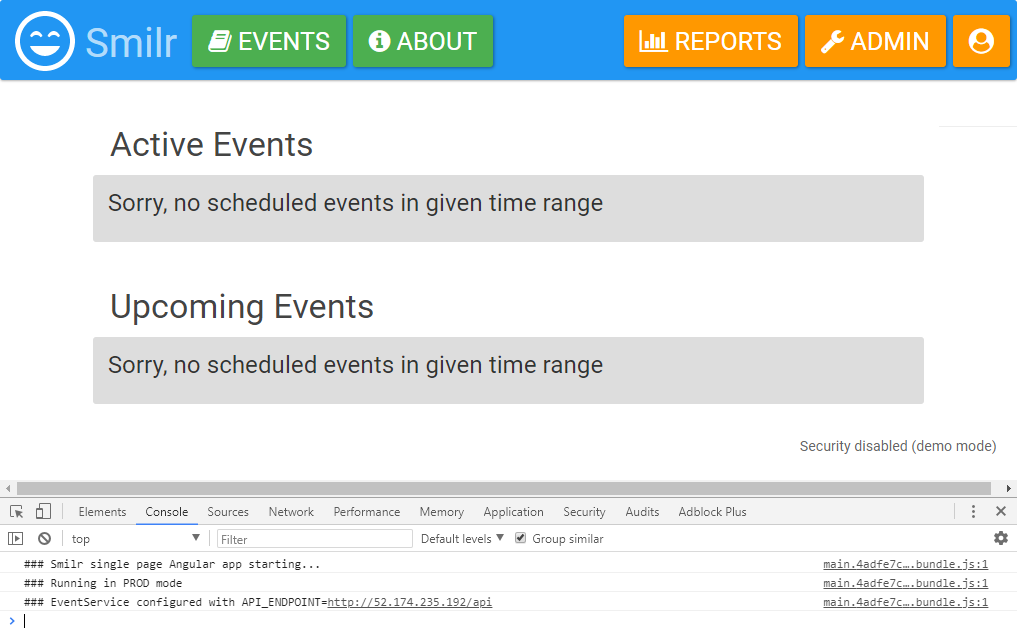 Smilr EVENTS ABOUT REPORTS ADMIN
Active Events
Sorry, no scheduled events in given time range
Upcoming Events
Sorry, no scheduled events in given time range
Security disabled (demo mode)
Elements Console Sources Network Performance Memory Application Security Audits Adblock Plus
top Filter Default levels Group similar
### Smilr single page Angular app starting... main.4adfe7c….bundle.js:1
### Running in PROD mode main.4adfe7c….bundle.js:1
### EventService configured with API_ENDPOINT=http://52.174.235.192/api main.4adfe7c….bundle.js:1